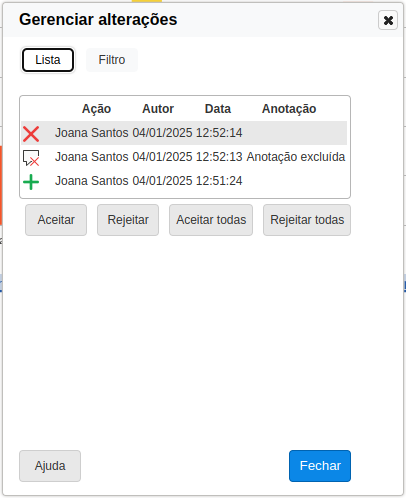 Gerenciar alterações
Lista Filtro
Ação Autor Data Anotação
Joana Santos 04/01/2025 12:52:14
Joana Santos 04/01/2025 12:52:13 Anotação excluída
Joana Santos 04/01/2025 12:51:24
Aceitar Rejeitar Aceitar todas Rejeitar todas
Ajuda Fechar